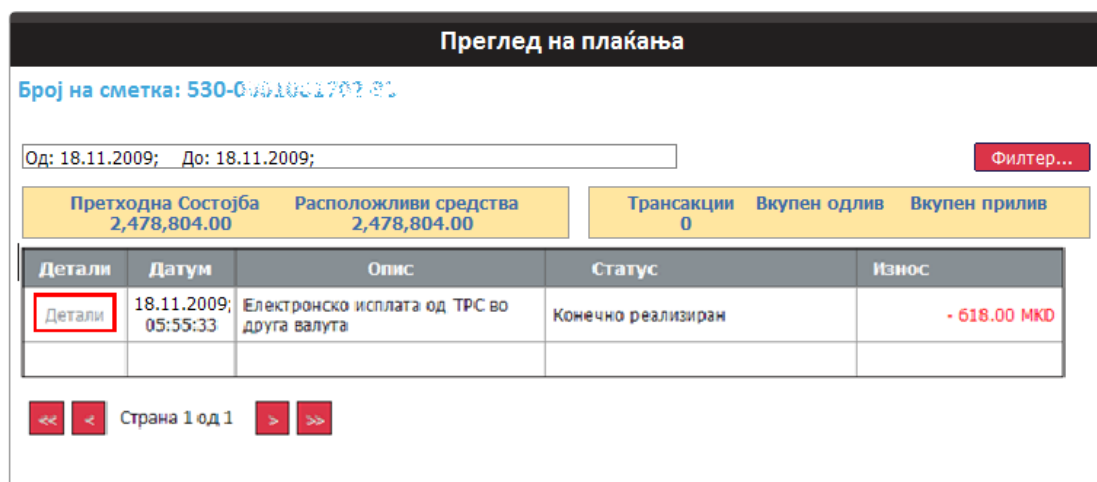 Преглед на плаќања
Број на сметка: 530-0
Од: 18.11.2009; До: 18.11.2009;
Филтер...
Претходна Состојба Расположливи средства
2,478,804.00 2,478,804.00
Трансакции Вкупен одлив Вкупен прилив
0
Детали Датум Опис Статус Износ
Детали 18.11.2009; Електронско исплата од ТРС во Конечно реализиран - 618.00 MKD
05:55:33 друга валута
<< < Страна 1 од 1 > >>